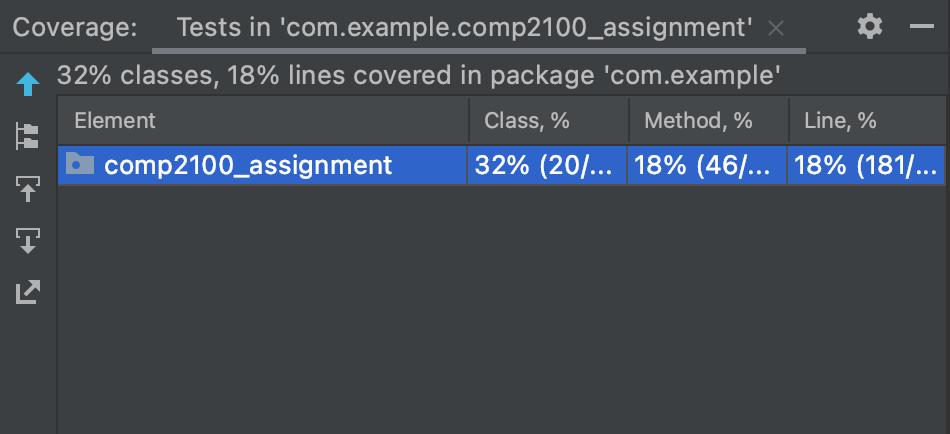 Coverage: Tests in 'com.example.comp2100_assignment'
32% classes, 18% lines covered in package 'com.example'
Element Class, % Method, % Line, %
comp2100_assignment 32% (20/... 18% (46/... 18% (181/...